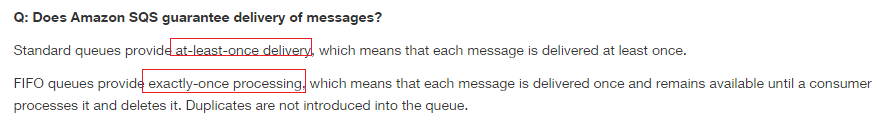 Q: Does Amazon SQS guarantee delivery of messages?
Standard queues provide at-least-once delivery, which means that each message is delivered at least once.
FIFO queues provide exactly-once processing, which means that each message is delivered once and remains available until a consumer
processes it and deletes it. Duplicates are not introduced into the queue.